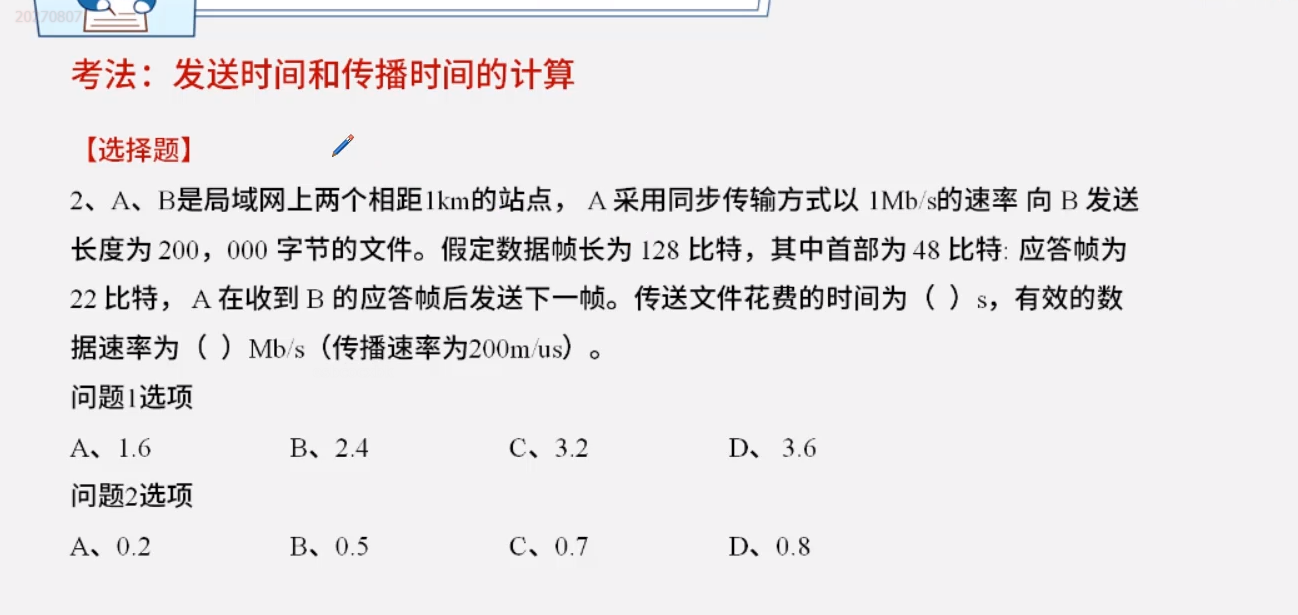 20270807
考法：发送时间和传播时间的计算
【选择题】
2、A、B是局域网上两个相距1km的站点， A 采用同步传输方式以 1Mb/s的速率 向 B 发送
长度为 200，000 字节的文件。假定数据帧长为 128 比特，其中首部为 48 比特: 应答帧为
22 比特， A 在收到 B 的应答帧后发送下一帧。传送文件花费的时间为（ ）s，有效的数
据速率为（ ）Mb/s（传播速率为200m/us）。
问题1选项
A、1.6 B、2.4 C、3.2 D、 3.6
问题2选项
A、0.2 B、0.5 C、0.7 D、0.8